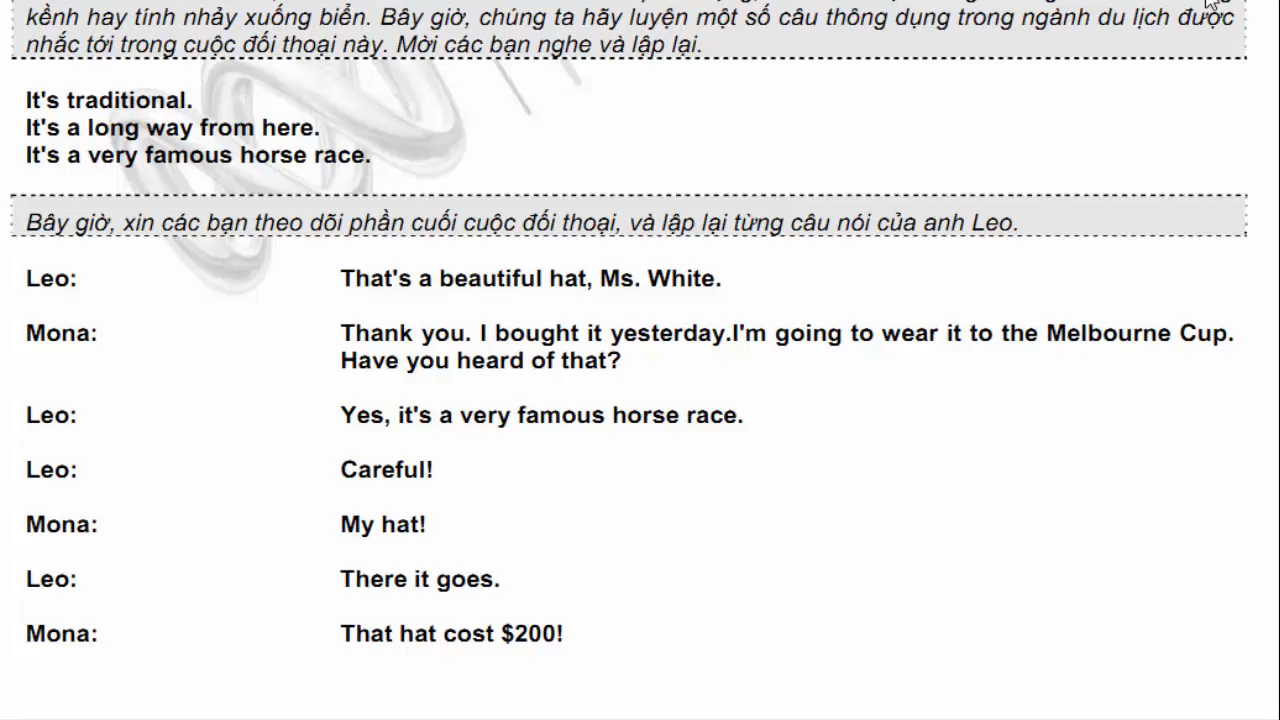 kềnh hay tính nhảy xuống biển. Bây giờ, chúng ta hãy luyện một số câu thông dụng trong ngành du lịch được
nhắc tới trong cuộc đối thoại này. Mời các bạn nghe và lập lại.
It's traditional.
It's a long way from here.
It's a very famous horse race.
Bây giờ, xin các bạn theo dõi phần cuối cuộc đối thoại, và lập lại từng câu nói của anh Leo.
Leo: That's a beautiful hat, Ms. White.
Mona: Thank you. I bought it yesterday.I'm going to wear it to the Melbourne Cup.
Have you heard of that?
Leo: Yes, it's a very famous horse race.
Leo: Careful!
Mona: My hat!
Leo: There it goes.
Mona: That hat cost $200!